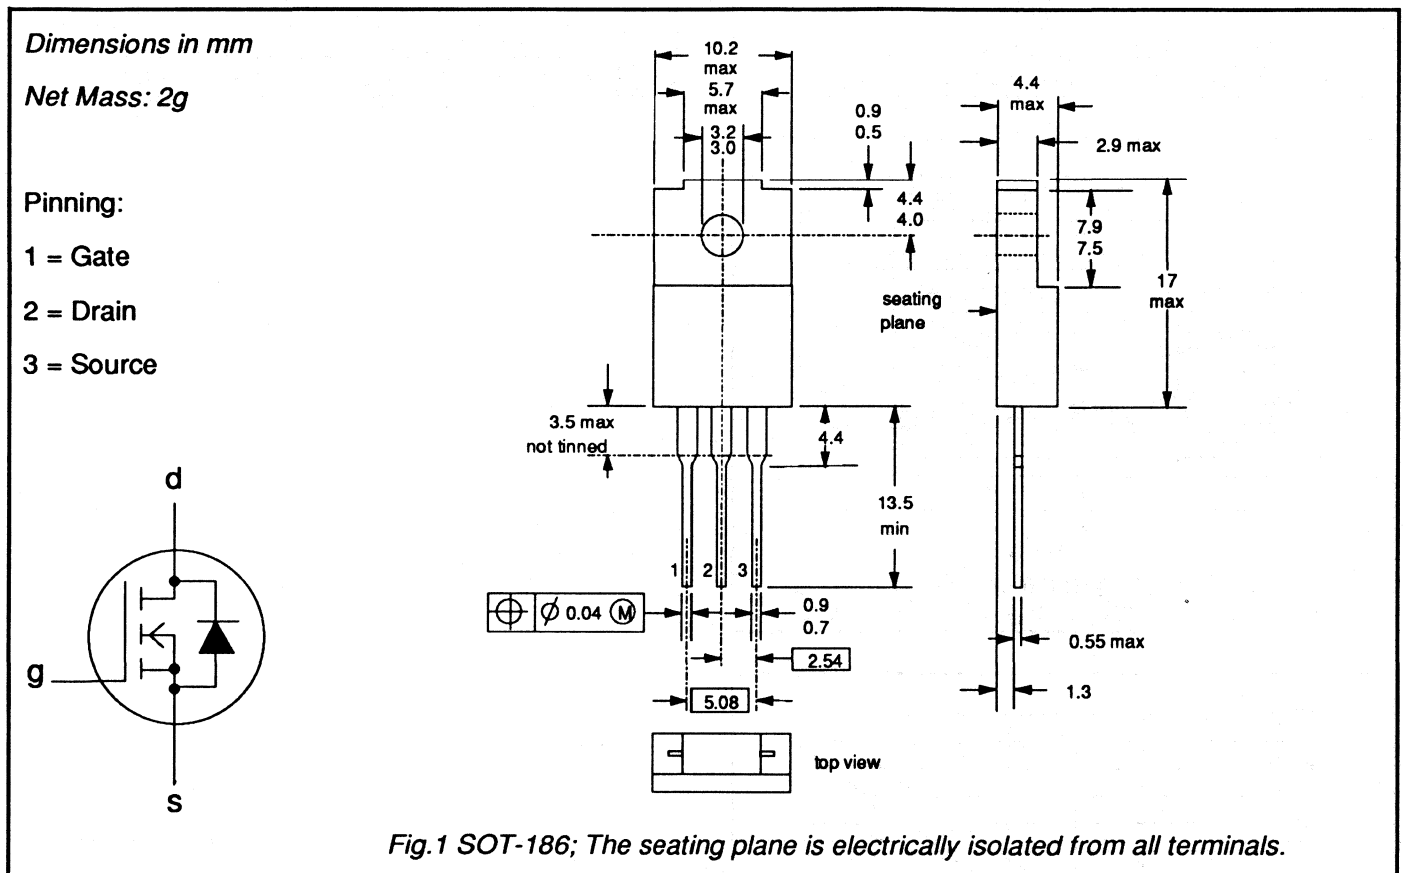 Dimensions in mm
Net Mass: 2g
Pinning:
1 = Gate
2 = Drain
3 = Source
d
g
s
10.2
max
5.7
max
3.2
3.0
0.9
0.5
4.4
4.0
seating
plane
3.5 max
not tinned
4.4
13.5
min
1
2
3
ø 0.04 Ⓜ
0.9
0.7
2.54
5.08
top view
4.4
max
2.9 max
7.9
7.5
17
max
0.55 max
1.3
Fig.1 SOT-186; The seating plane is electrically isolated from all terminals.